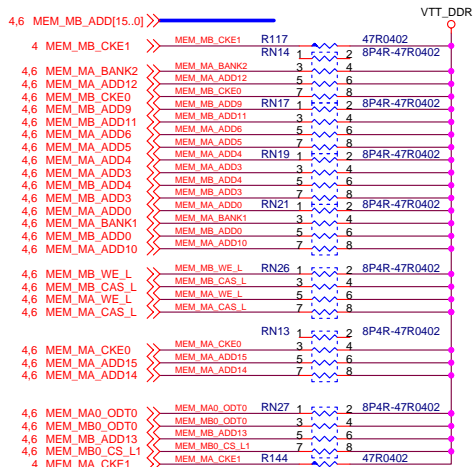 VTT_DDR
4,6 MEM_MB_ADD[15..0]
4 MEM_MB_CKE1 MEM_MB_CKE1 R117 47R0402
RN14 1 2 8P4R-47R0402
4,6 MEM_MA_BANK2 MEM_MA_BANK2 3 4
4,6 MEM_MA_ADD12 MEM_MA_ADD12 5 6
4,6 MEM_MB_CKE0 MEM_MB_CKE0 7 8
4,6 MEM_MB_ADD9 MEM_MB_ADD9 RN17 1 2 8P4R-47R0402
4,6 MEM_MB_ADD11 MEM_MB_ADD11 3 4
4,6 MEM_MA_ADD6 MEM_MA_ADD6 5 6
4,6 MEM_MA_ADD5 MEM_MA_ADD5 7 8
4,6 MEM_MA_ADD4 MEM_MA_ADD4 RN19 1 2 8P4R-47R0402
4,6 MEM_MA_ADD3 MEM_MA_ADD3 3 4
4,6 MEM_MB_ADD4 MEM_MB_ADD4 5 6
4,6 MEM_MB_ADD3 MEM_MB_ADD3 7 8
4,6 MEM_MA_ADD0 MEM_MA_ADD0 RN21 1 2 8P4R-47R0402
4,6 MEM_MA_BANK1 MEM_MA_BANK1 3 4
4,6 MEM_MB_ADD0 MEM_MB_ADD0 5 6
4,6 MEM_MA_ADD10 MEM_MA_ADD10 7 8
4,6 MEM_MB_WE_L MEM_MB_WE_L RN26 1 2 8P4R-47R0402
4,6 MEM_MB_CAS_L MEM_MB_CAS_L 3 4
4,6 MEM_MA_WE_L MEM_MA_WE_L 5 6
4,6 MEM_MA_CAS_L MEM_MA_CAS_L 7 8
RN13 1 2 8P4R-47R0402
4,6 MEM_MA_CKE0 MEM_MA_CKE0 3 4
4,6 MEM_MA_ADD15 MEM_MA_ADD15 5 6
4,6 MEM_MA_ADD14 MEM_MA_ADD14 7 8
4,6 MEM_MA0_ODT0 MEM_MA0_ODT0 RN27 1 2 8P4R-47R0402
4,6 MEM_MB0_ODT0 MEM_MB0_ODT0 3 4
4,6 MEM_MB_ADD13 MEM_MB_ADD13 5 6
4,6 MEM_MB0_CS_L1 MEM_MB0_CS_L1 7 8
4 MEM_MA_CKE1 MEM_MA_CKE1 R144 47R0402